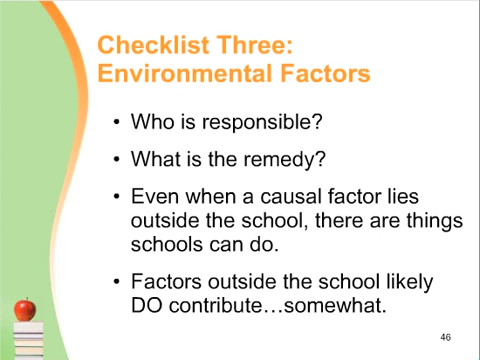 Checklist Three:
Environmental Factors
• Who is responsible?
• What is the remedy?
• Even when a causal factor lies
outside the school, there are things
schools can do.
• Factors outside the school likely
DO contribute…somewhat.
46